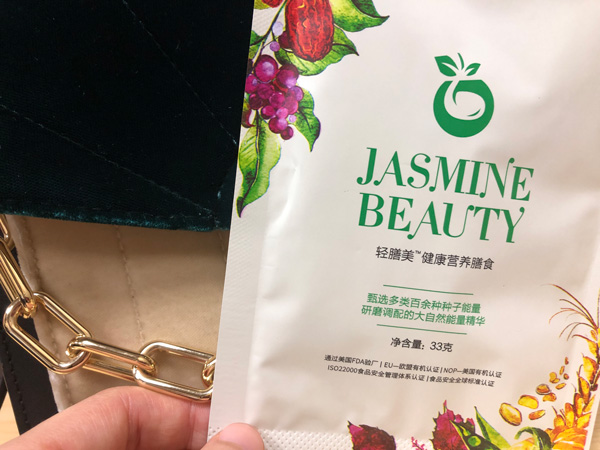 JASMINE
BEAUTY
轻膳美™健康营养膳食
甄选多类百余种种子能量
研磨调配的大自然能量精华
净含量：33克
通过美国FDA验厂 | EU—欧盟有机认证 | NOP—美国有机认证
ISO22000食品安全管理体系认证 | 食品安全全球标准认证